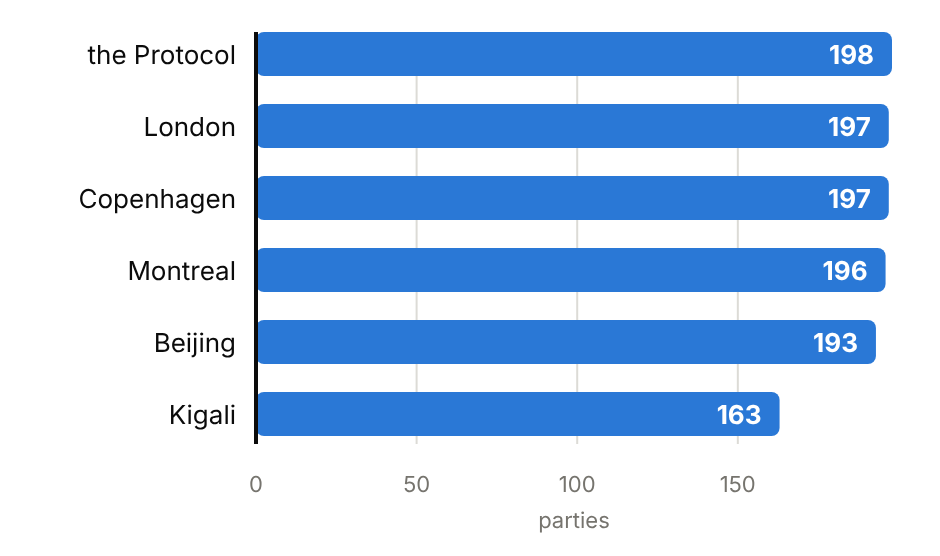 the Protocol 198
London 197
Copenhagen 197
Montreal 196
Beijing 193
Kigali 163
0 50 100 150
parties